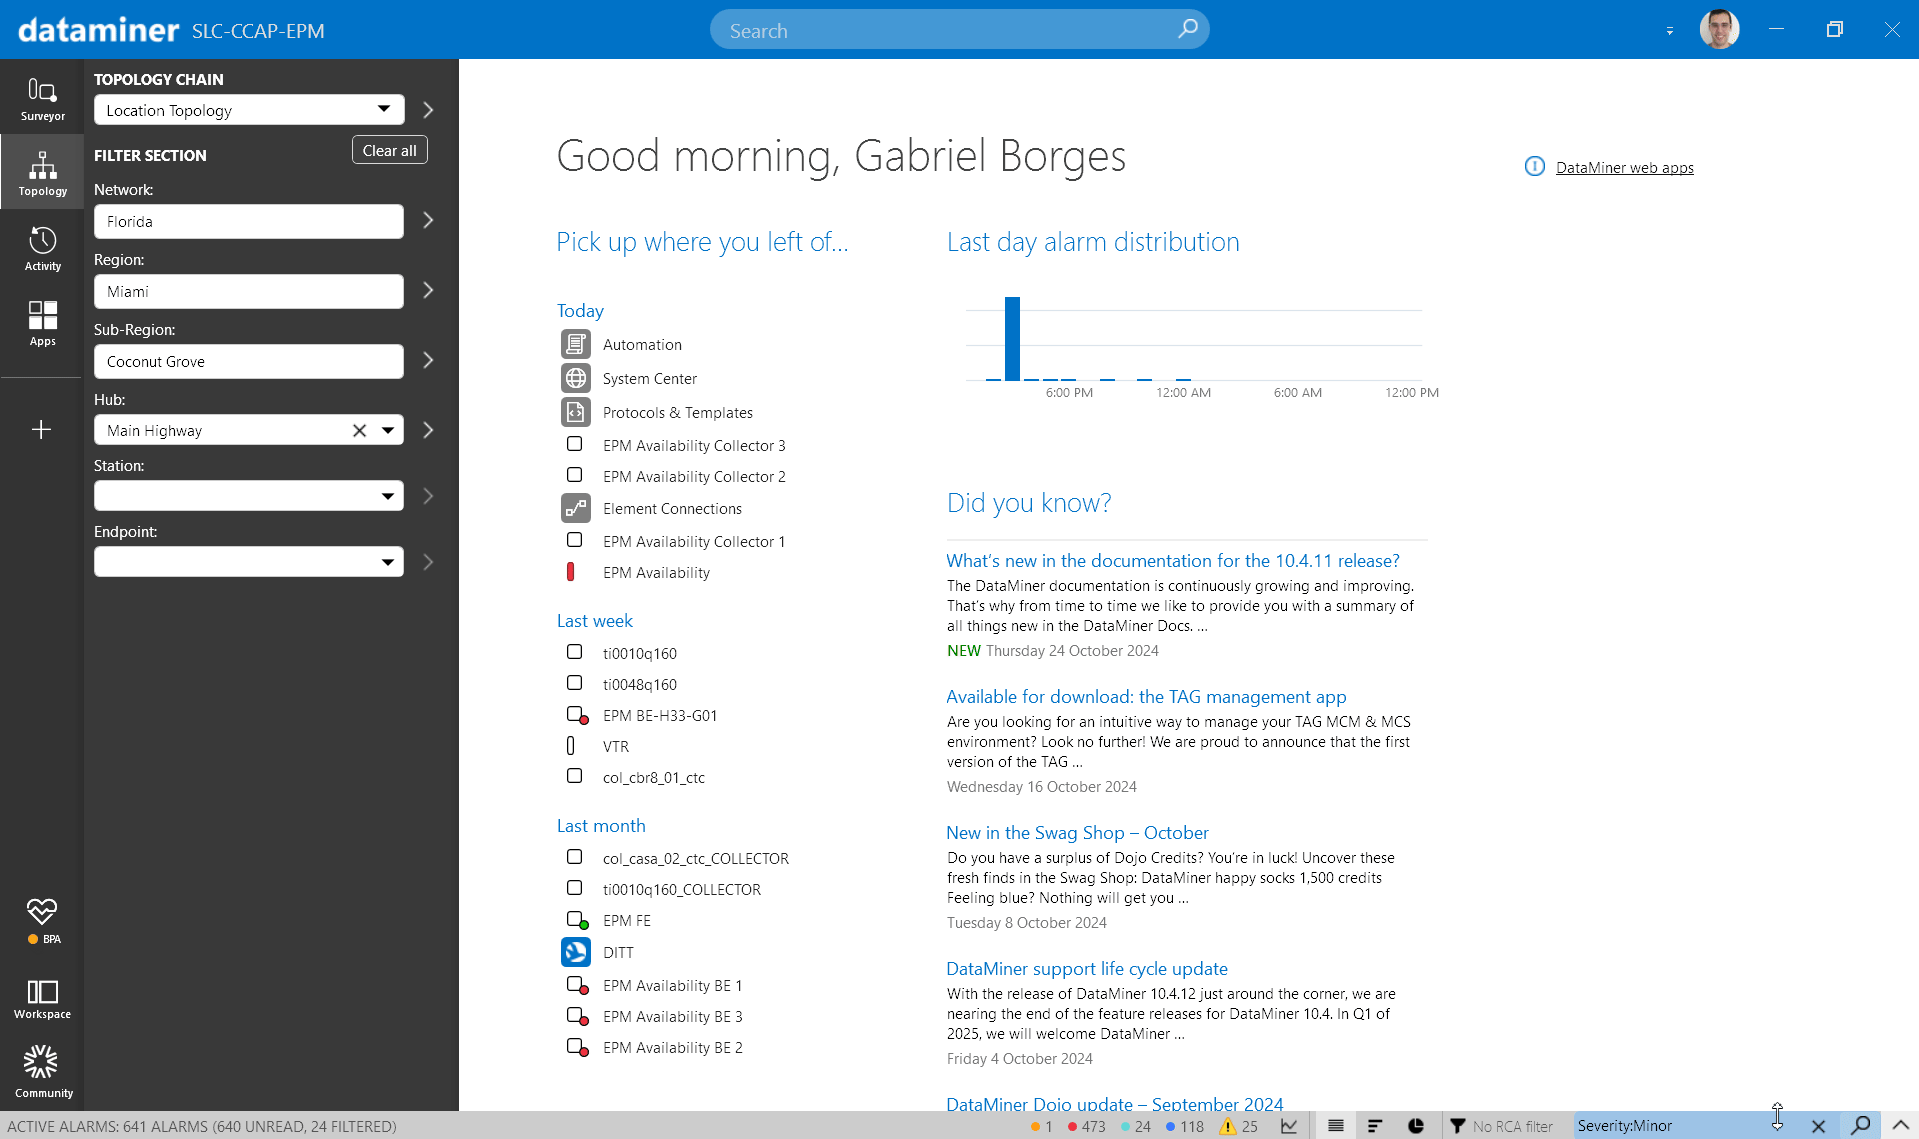 dataminer SLC-CCAP-EPM
Search
Surveyor
Topology
Activity
Apps
BPA
Workspace
Community
TOPOLOGY CHAIN
Location Topology
FILTER SECTION
Clear all
Network:
Florida
Region:
Miami
Sub-Region:
Coconut Grove
Hub:
Main Highway
Station:
Endpoint:
Good morning, Gabriel Borges
DataMiner web apps
Pick up where you left of...
Today
Automation
System Center
Protocols & Templates
EPM Availability Collector 3
EPM Availability Collector 2
Element Connections
EPM Availability Collector 1
EPM Availability
Last week
ti0010q160
ti0048q160
EPM BE-H33-G01
VTR
col_cbr8_01_ctc
Last month
col_casa_02_ctc_COLLECTOR
ti0010q160_COLLECTOR
EPM FE
DITT
EPM Availability BE 1
EPM Availability BE 3
EPM Availability BE 2
Last day alarm distribution
6:00 PM 12:00 AM 6:00 AM 12:00 PM
Did you know?
What's new in the documentation for the 10.4.11 release?
The DataMiner documentation is continuously growing and improving.
That's why from time to time we like to provide you with a summary of
all things new in the DataMiner Docs. ...
NEW Thursday 24 October 2024
Available for download: the TAG management app
Are you looking for an intuitive way to manage your TAG MCM & MCS
environment? Look no further! We are proud to announce that the first
version of the TAG ...
Wednesday 16 October 2024
New in the Swag Shop – October
Do you have a surplus of Dojo Credits? You're in luck! Uncover these
fresh finds in the Swag Shop: DataMiner happy socks 1,500 credits
Feeling blue? Nothing will get you ...
Tuesday 8 October 2024
DataMiner support life cycle update
With the release of DataMiner 10.4.12 just around the corner, we are
nearing the end of the feature releases for DataMiner 10.4. In Q1 of
2025, we will welcome DataMiner ...
Friday 4 October 2024
DataMiner Dojo update – September 2024
ACTIVE ALARMS: 641 ALARMS (640 UNREAD, 24 FILTERED)
1 473 24 118 25
No RCA filter
Severity:Minor